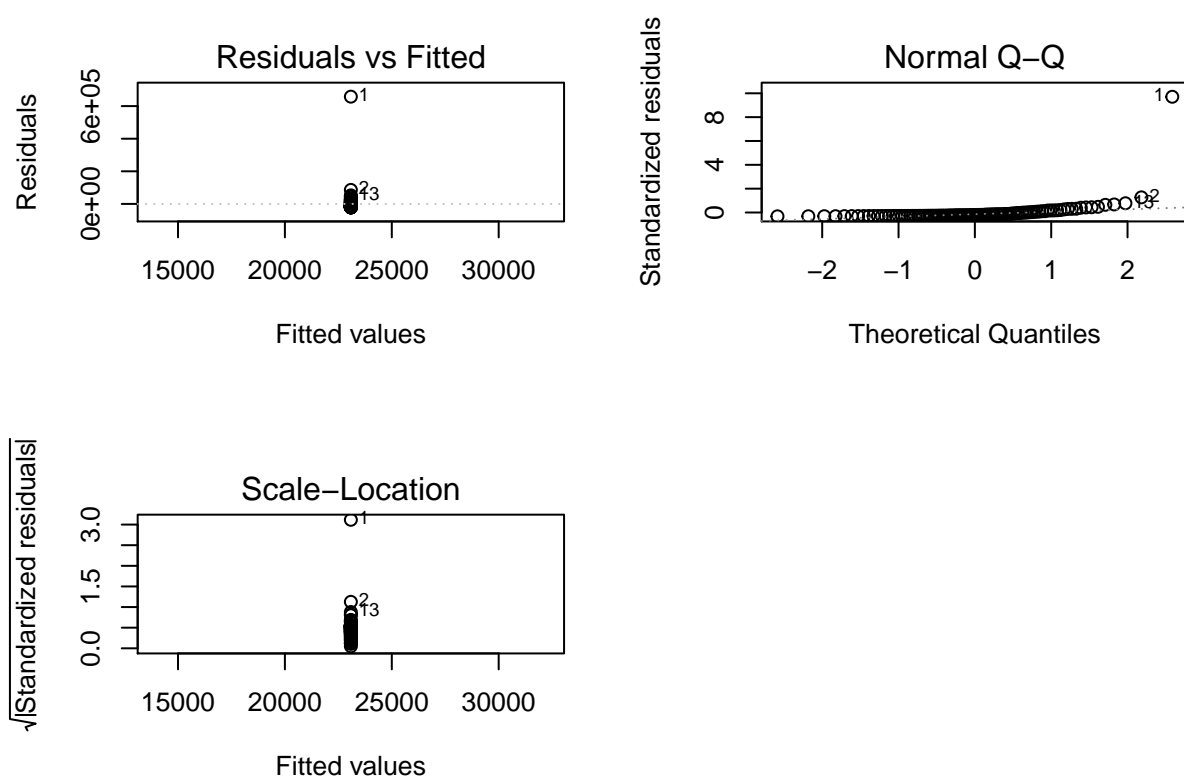 Residuals vs Fitted
Residuals
0e+00 6e+05
1
2
13
15000 20000 25000 30000
Fitted values
Normal Q−Q
Standardized residuals
0 4 8
1
2
13
−2 −1 0 1 2
Theoretical Quantiles
Scale−Location
√|Standardized residuals|
0.0 1.5 3.0
1
2
13
15000 20000 25000 30000
Fitted values